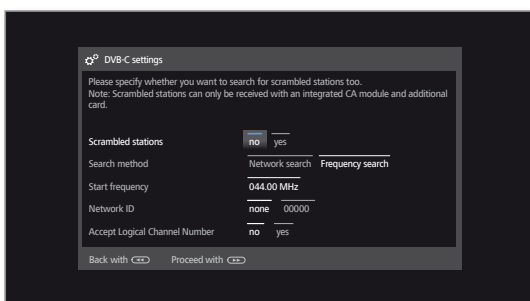 DVB-C settings
Please specify whether you want to search for scrambled stations too.
Note: Scrambled stations can only be received with an integrated CA module and additional
card.
Scrambled stations no yes
Search method Network search Frequency search
Start frequency 044.00 MHz
Network ID none 00000
Accept Logical Channel Number no yes
Back with Proceed with